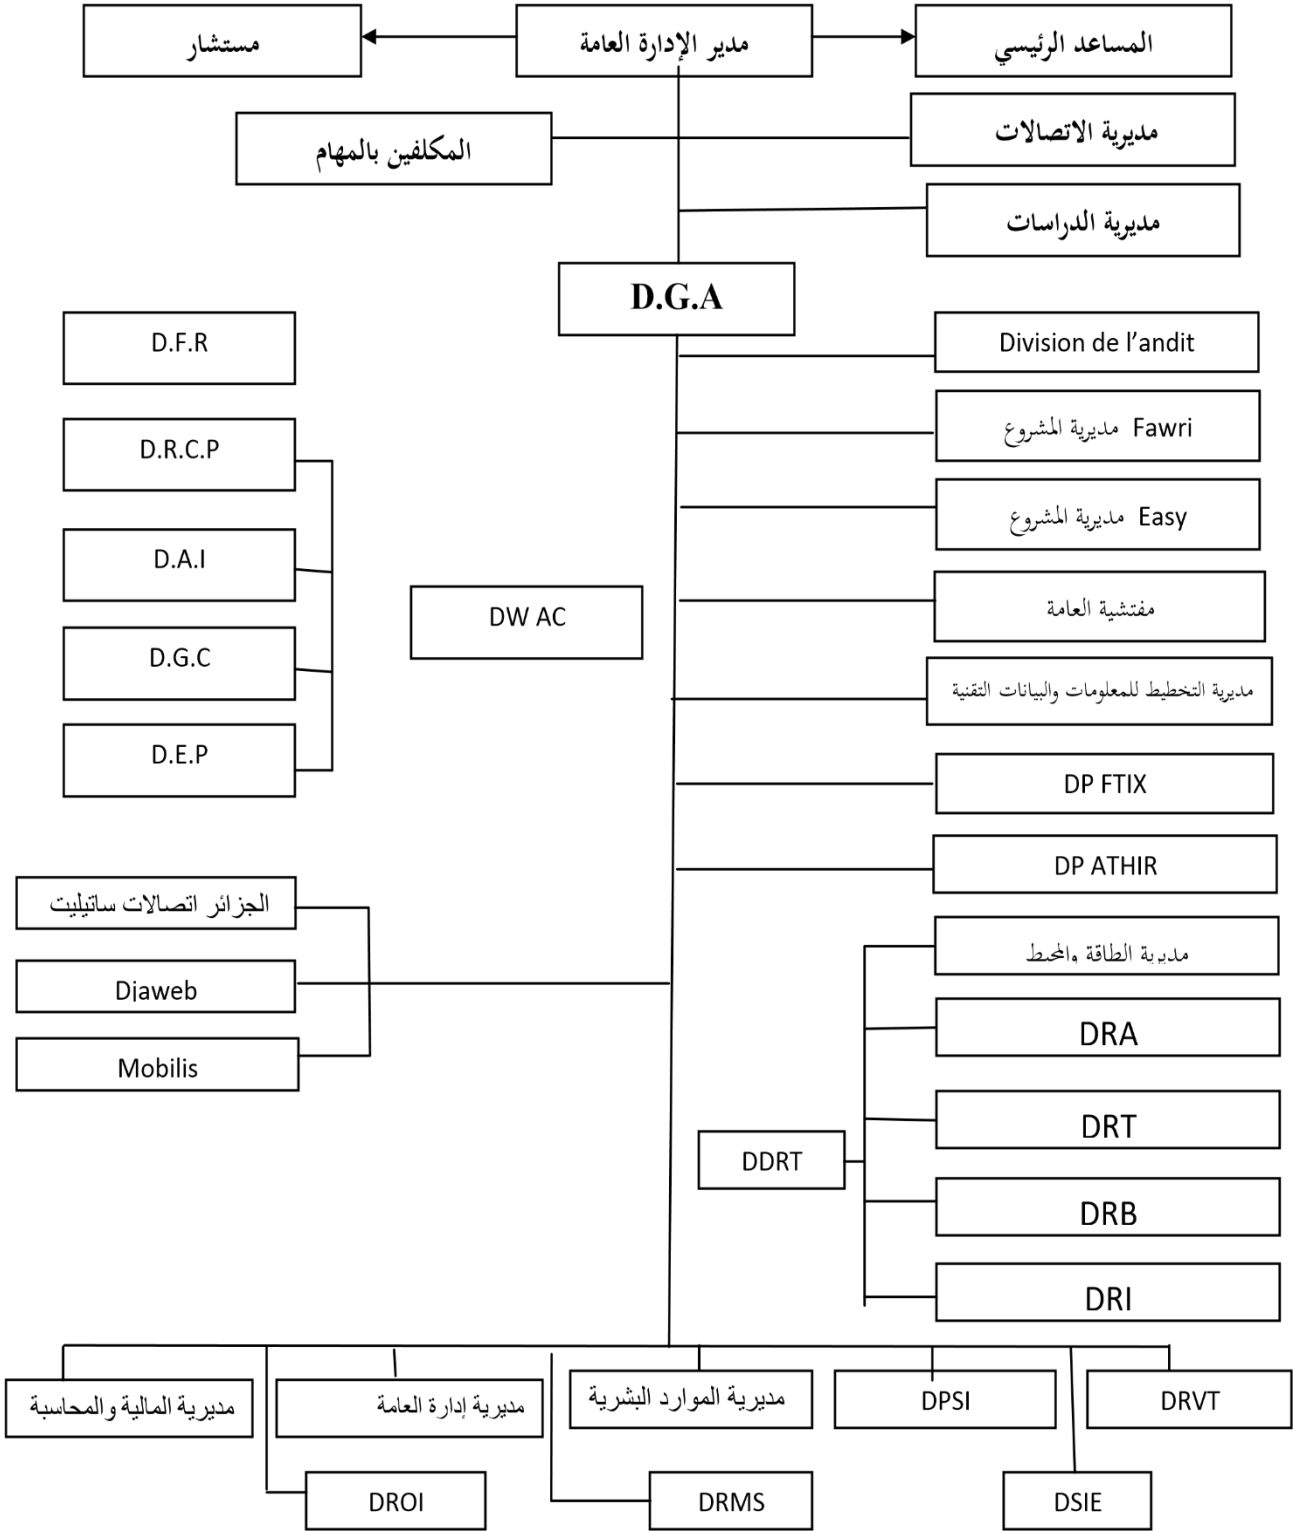 المساعد الرئيسي
مدير الإدارة العامة
مستشار
مديرية الاتصالات
المكلفين بالمهام
مديرية الدراسات
D.G.A
D.F.R
D.R.C.P
D.A.I
D.G.C
D.E.P
DW AC
Division de l’andit
مديرية المشروع Fawri
مديرية المشروع Easy
مفتشية العامة
مديرية التخطيط للمعلومات والبيانات التقنية
DP FTIX
DP ATHIR
الجزائر اتصالات ساتيليت
Djaweb
Mobilis
مديرية الطاقة والمحيط
DRA
DRT
DDRT
DRB
DRI
مديرية المالية والمحاسبة
مديرية إدارة العامة
مديرية الموارد البشرية
DPSI
DRVT
DROI
DRMS
DSIE